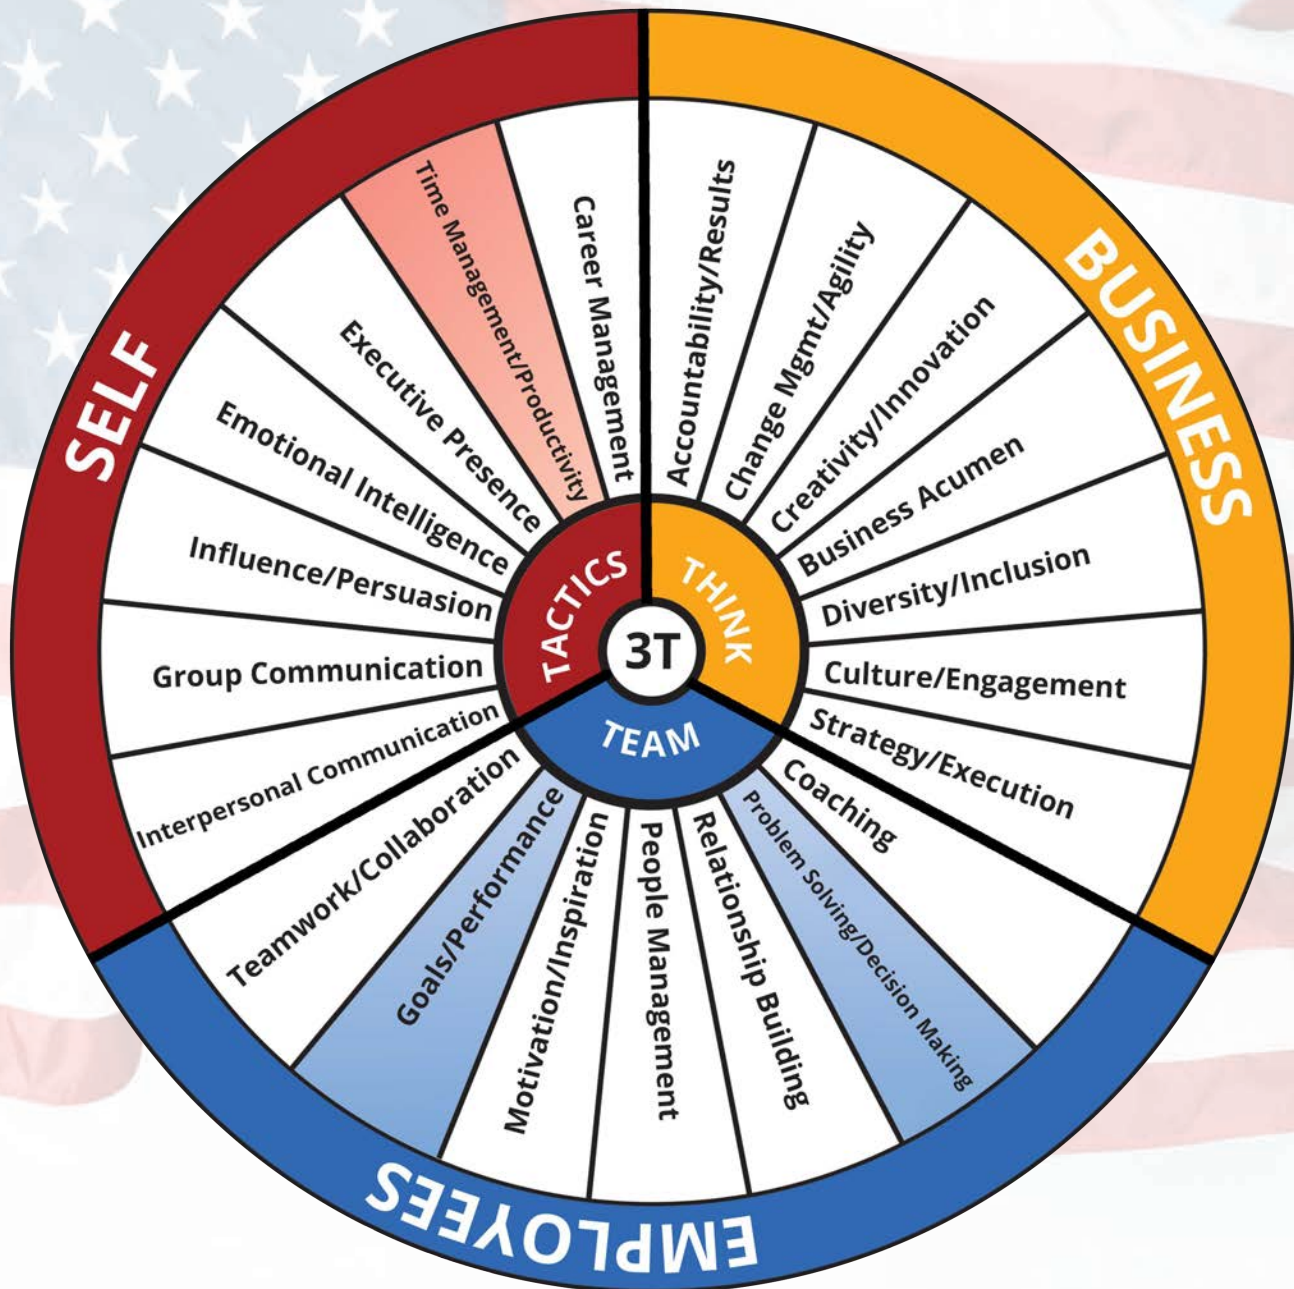 SELF
BUSINESS
EMPLOYEES
TACTICS
THINK
TEAM
3T
Accountability/Results
Change Mgmt/Agility
Creativity/Innovation
Business Acumen
Diversity/Inclusion
Culture/Engagement
Strategy/Execution
Coaching
Problem Solving/Decision Making
Relationship Building
People Management
Motivation/Inspiration
Goals/Performance
Teamwork/Collaboration
Interpersonal Communication
Group Communication
Influence/Persuasion
Emotional Intelligence
Executive Presence
Time Management/Productivity
Career Management